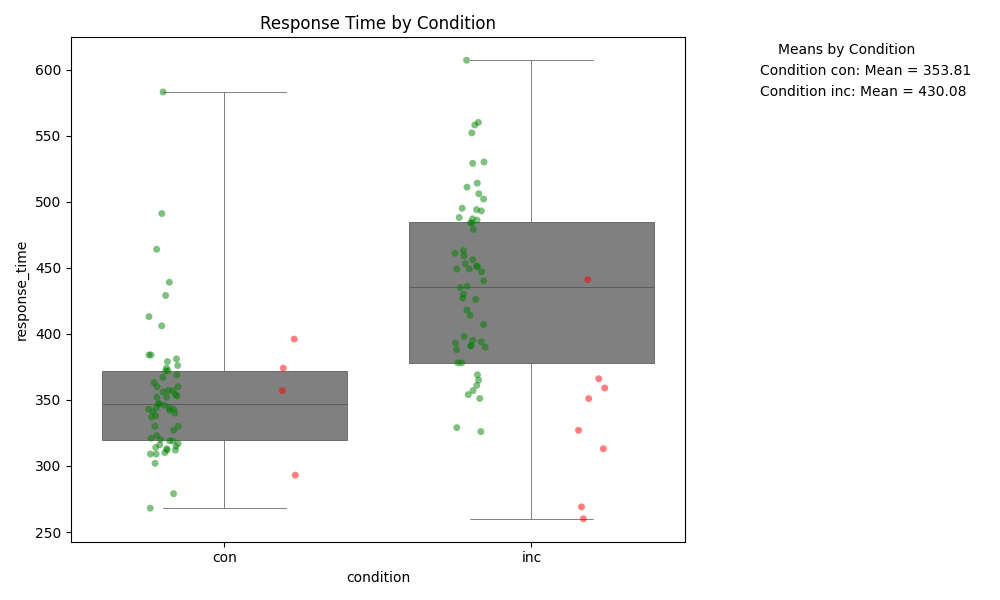 Response Time by Condition
Means by Condition
Condition con: Mean = 353.81
Condition inc: Mean = 430.08
600
550
500
450
400
350
300
250
response_time
con
inc
condition